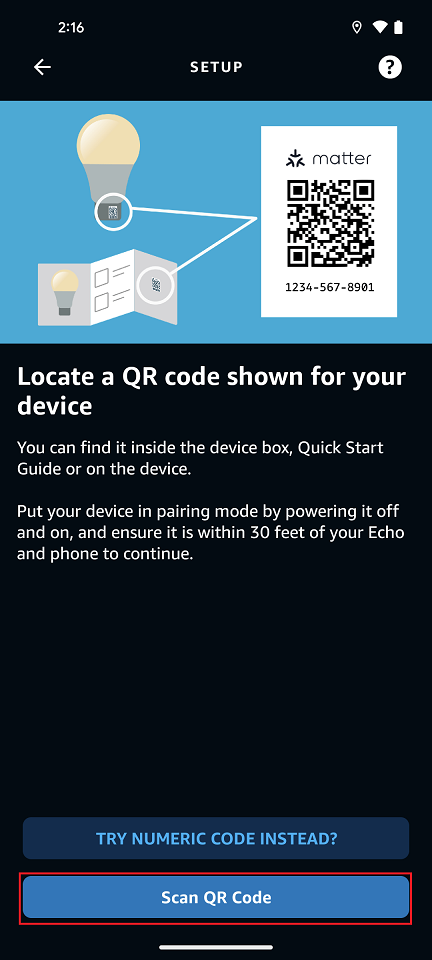 2:16
SETUP
?
matter
1234-567-8901
Locate a QR code shown for your
device
You can find it inside the device box, Quick Start
Guide or on the device.
Put your device in pairing mode by powering it off
and on, and ensure it is within 30 feet of your Echo
and phone to continue.
TRY NUMERIC CODE INSTEAD?
Scan QR Code